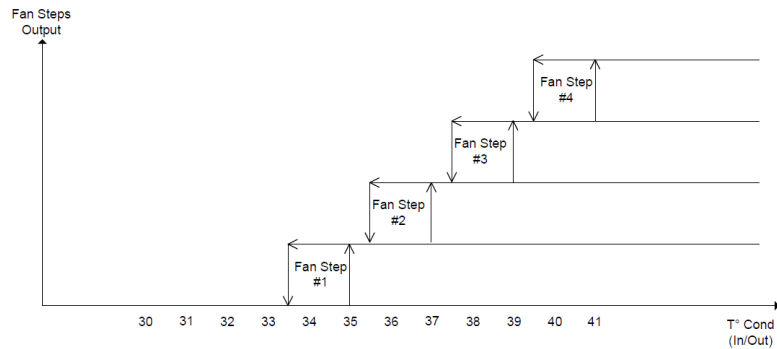 Fan Steps
Output
Fan Step
#4
Fan Step
#3
Fan Step
#2
Fan Step
#1
30 31 32 33 34 35 36 37 38 39 40 41 T° Cond
(In/Out)